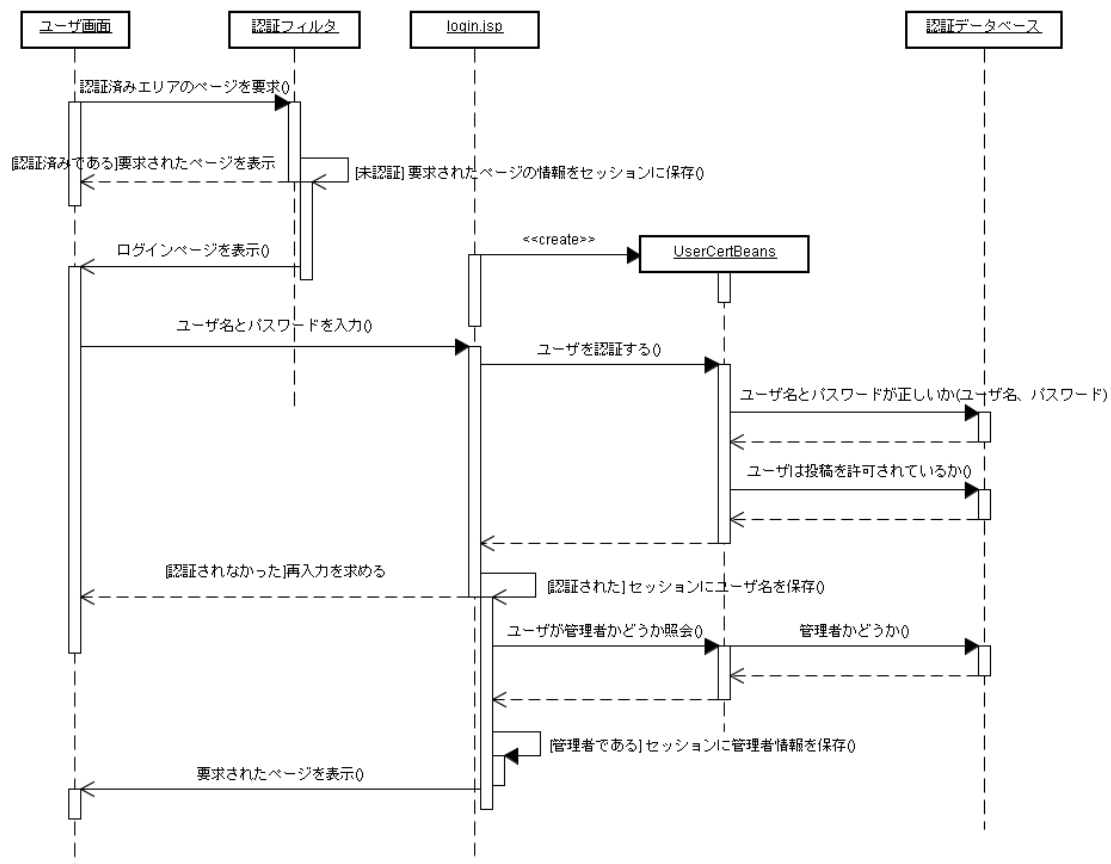 ユーザ画面
認証フィルタ
login.jsp
認証データベース
認証済みエリアのページを要求()
[認証済みである]要求されたページを表示
[未認証] 要求されたページの情報をセッションに保存()
<<create>>
UserCertBeans
ログインページを表示()
ユーザ名とパスワードを入力()
ユーザを認証する()
ユーザ名とパスワードが正しいか(ユーザ名、パスワード)
ユーザは投稿を許可されているか()
[認証されなかった]再入力を求める
[認証された] セッションにユーザ名を保存()
ユーザが管理者かどうか照会()
管理者かどうか()
[管理者である] セッションに管理者情報を保存()
要求されたページを表示()